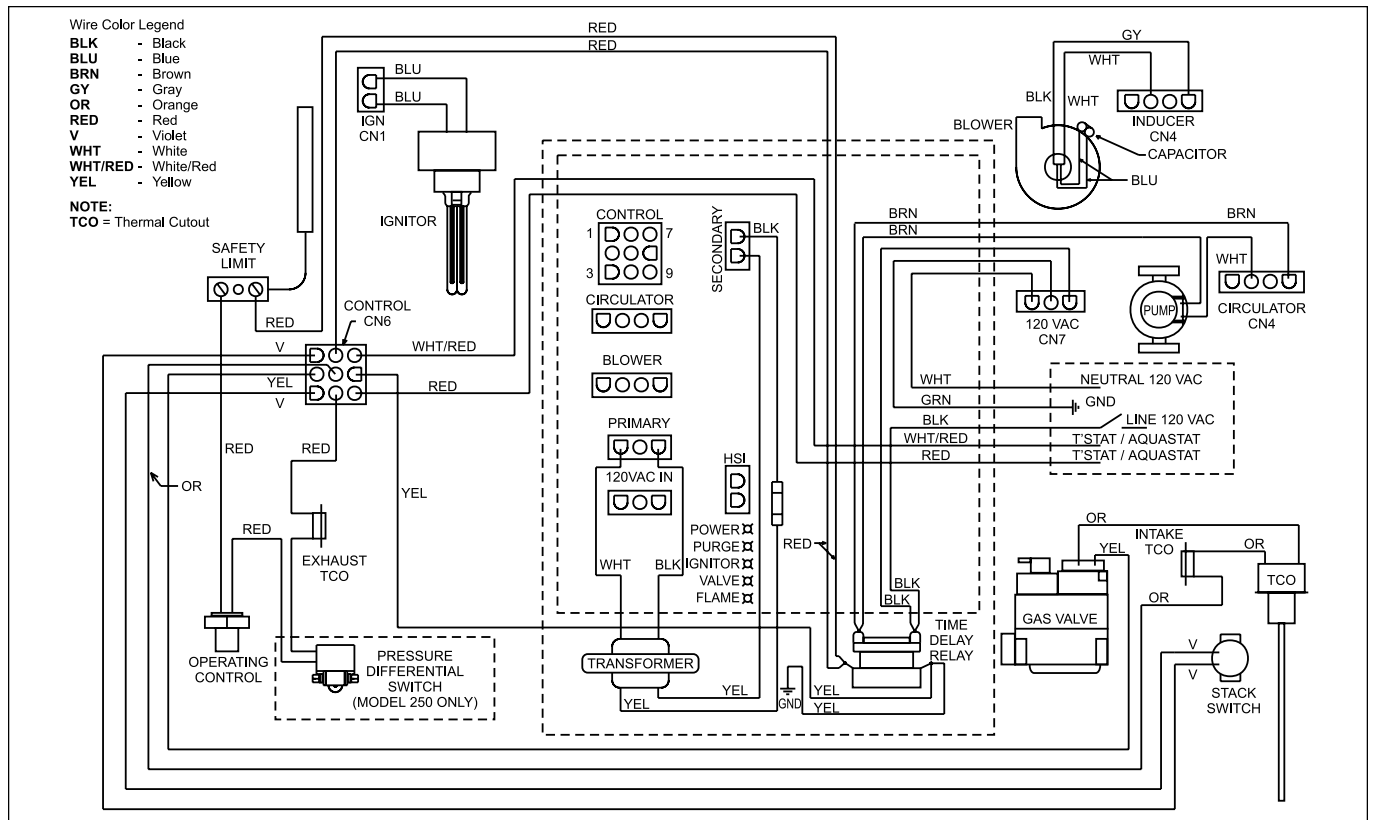 Wire Color Legend
BLK - Black
BLU - Blue
BRN - Brown
GY - Gray
OR - Orange
RED - Red
V - Violet
WHT - White
WHT/RED - White/Red
YEL - Yellow
NOTE:
TCO = Thermal Cutout
RED
RED
BLU
BLU
IGN
CN1
IGNITOR
GY
WHT
BLK
WHT
BLOWER
INDUCER
CN4
CAPACITOR
BLU
SAFETY
LIMIT
RED
CONTROL
CN6
V
WHT/RED
YEL
V
RED
RED
RED
OR
YEL
RED
EXHAUST
TCO
OPERATING
CONTROL
PRESSURE
DIFFERENTIAL
SWITCH
(MODEL 250 ONLY)
CONTROL
1
7
3
9
SECONDARY
BLK
CIRCULATOR
BLOWER
PRIMARY
120VAC IN
HSI
POWER
PURGE
IGNITOR
VALVE
FLAME
WHT
BLK
TRANSFORMER
YEL
YEL
GND
YEL
YEL
RED
BLK
BLK
TIME
DELAY
RELAY
BRN
BRN
BRN
WHT
120 VAC
CN7
PUMP
CIRCULATOR
CN4
WHT
NEUTRAL 120 VAC
GRN
GND
BLK
LINE 120 VAC
WHT/RED
T'STAT / AQUASTAT
RED
T'STAT / AQUASTAT
OR
YEL
INTAKE
TCO
OR
TCO
OR
GAS VALVE
V
V
STACK
SWITCH